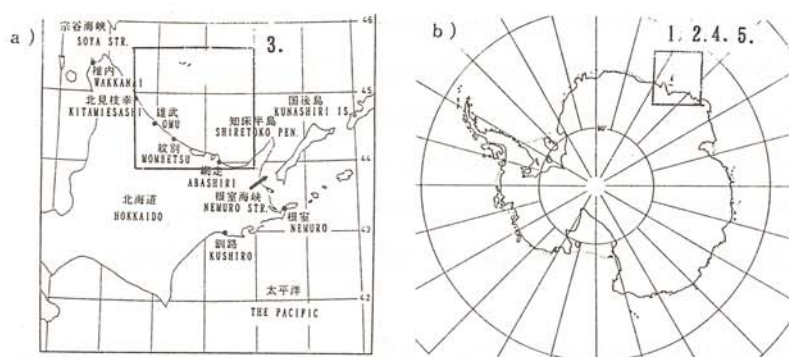 a)
宗谷海峡
SOYA STR.
46
3.
稚内
WAKKANAI
北見枝幸
KITAMIESASHI
雄武
OMU
国後島
KUNASHIRI IS.
45
知床半島
SHIRETOKO PEN.
紋別
MOMBETSU
44
網走
ABASHIRI
北海道
HOKKAIDO
根室海峡
NEMURO STR.
根室
NEMURO
43
釧路
KUSHIRO
42
太平洋
THE PACIFIC
b)
1. 2. 4. 5.